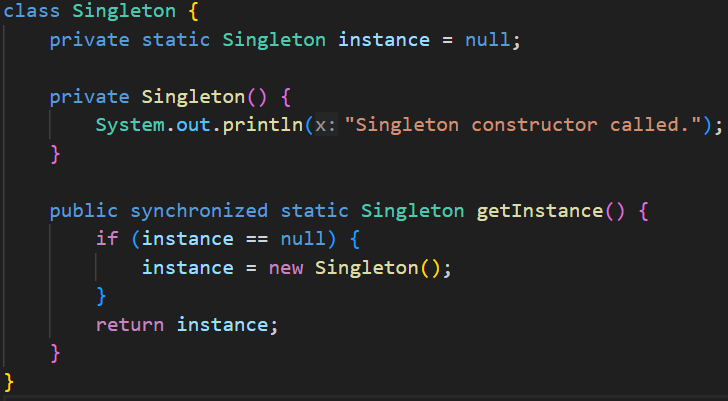 class Singleton {
    private static Singleton instance = null;

    private Singleton() {
        System.out.println(x: "Singleton constructor called.");
    }

    public synchronized static Singleton getInstance() {
        if (instance == null) {
            instance = new Singleton();
        }
        return instance;
    }
}